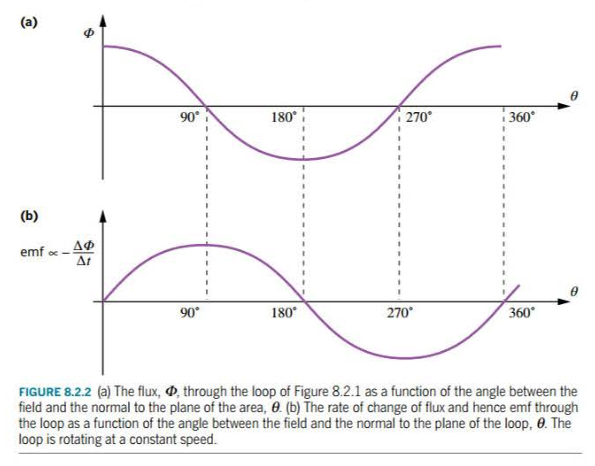 (a)
Φ
θ
90° 180° 270° 360°
(b)
emf ∝ − ΔΦ
Δt
θ
90° 180° 270° 360°
FIGURE 8.2.2 (a) The flux, Φ, through the loop of Figure 8.2.1 as a function of the angle between the
field and the normal to the plane of the area, θ. (b) The rate of change of flux and hence emf through
the loop as a function of the angle between the field and the normal to the plane of the loop, θ. The
loop is rotating at a constant speed.